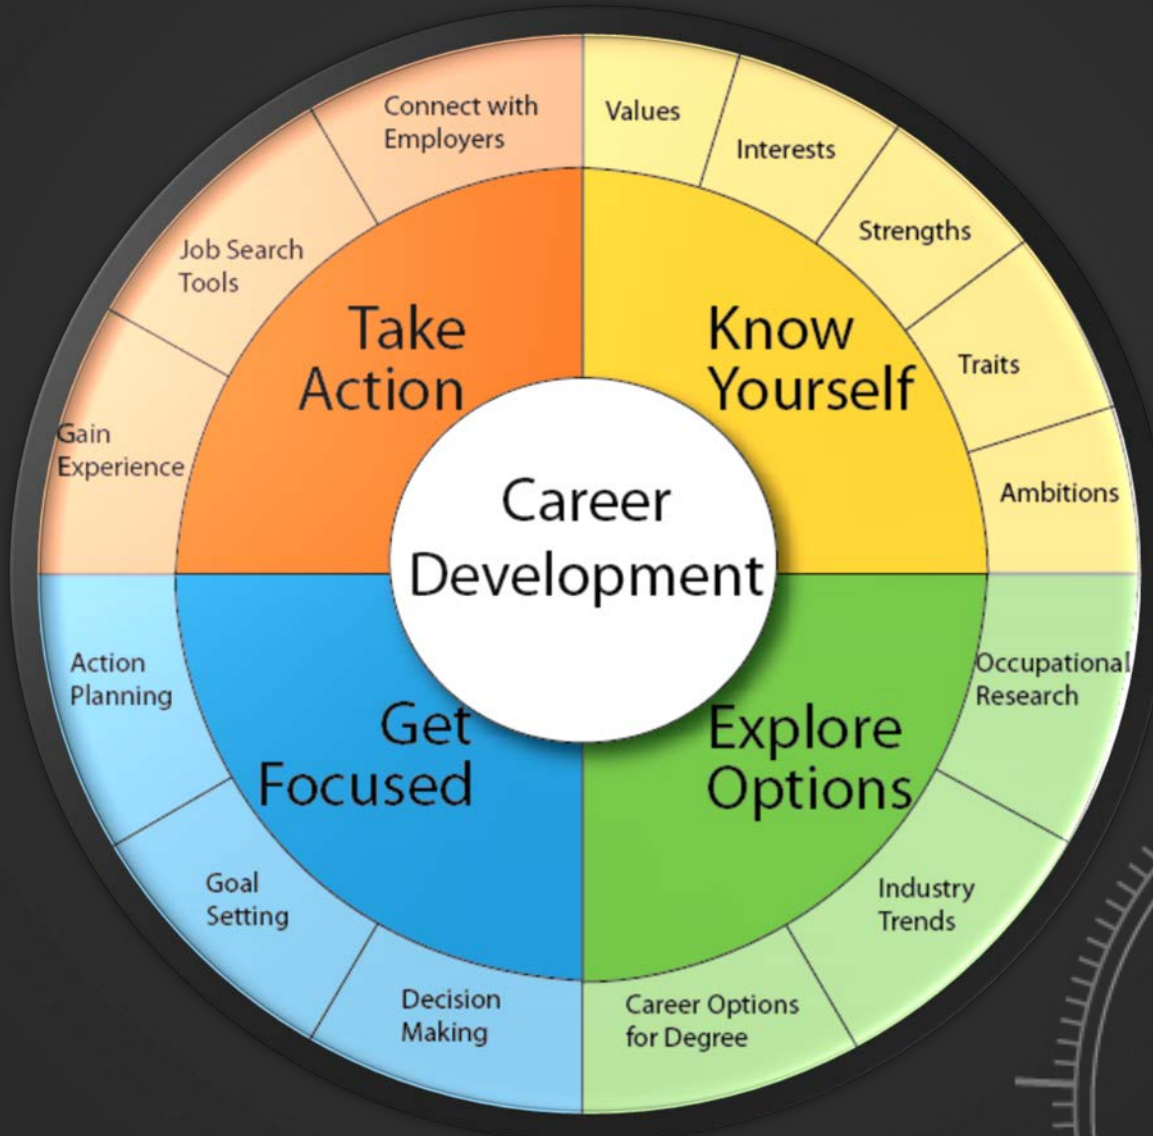 Connect with
Employers
Values
Interests
Strengths
Job Search
Tools
Take
Action
Know
Yourself
Traits
Gain
Experience
Ambitions
Career
Development
Action
Planning
Get
Focused
Explore
Options
Occupational
Research
Goal
Setting
Industry
Trends
Decision
Making
Career Options
for Degree